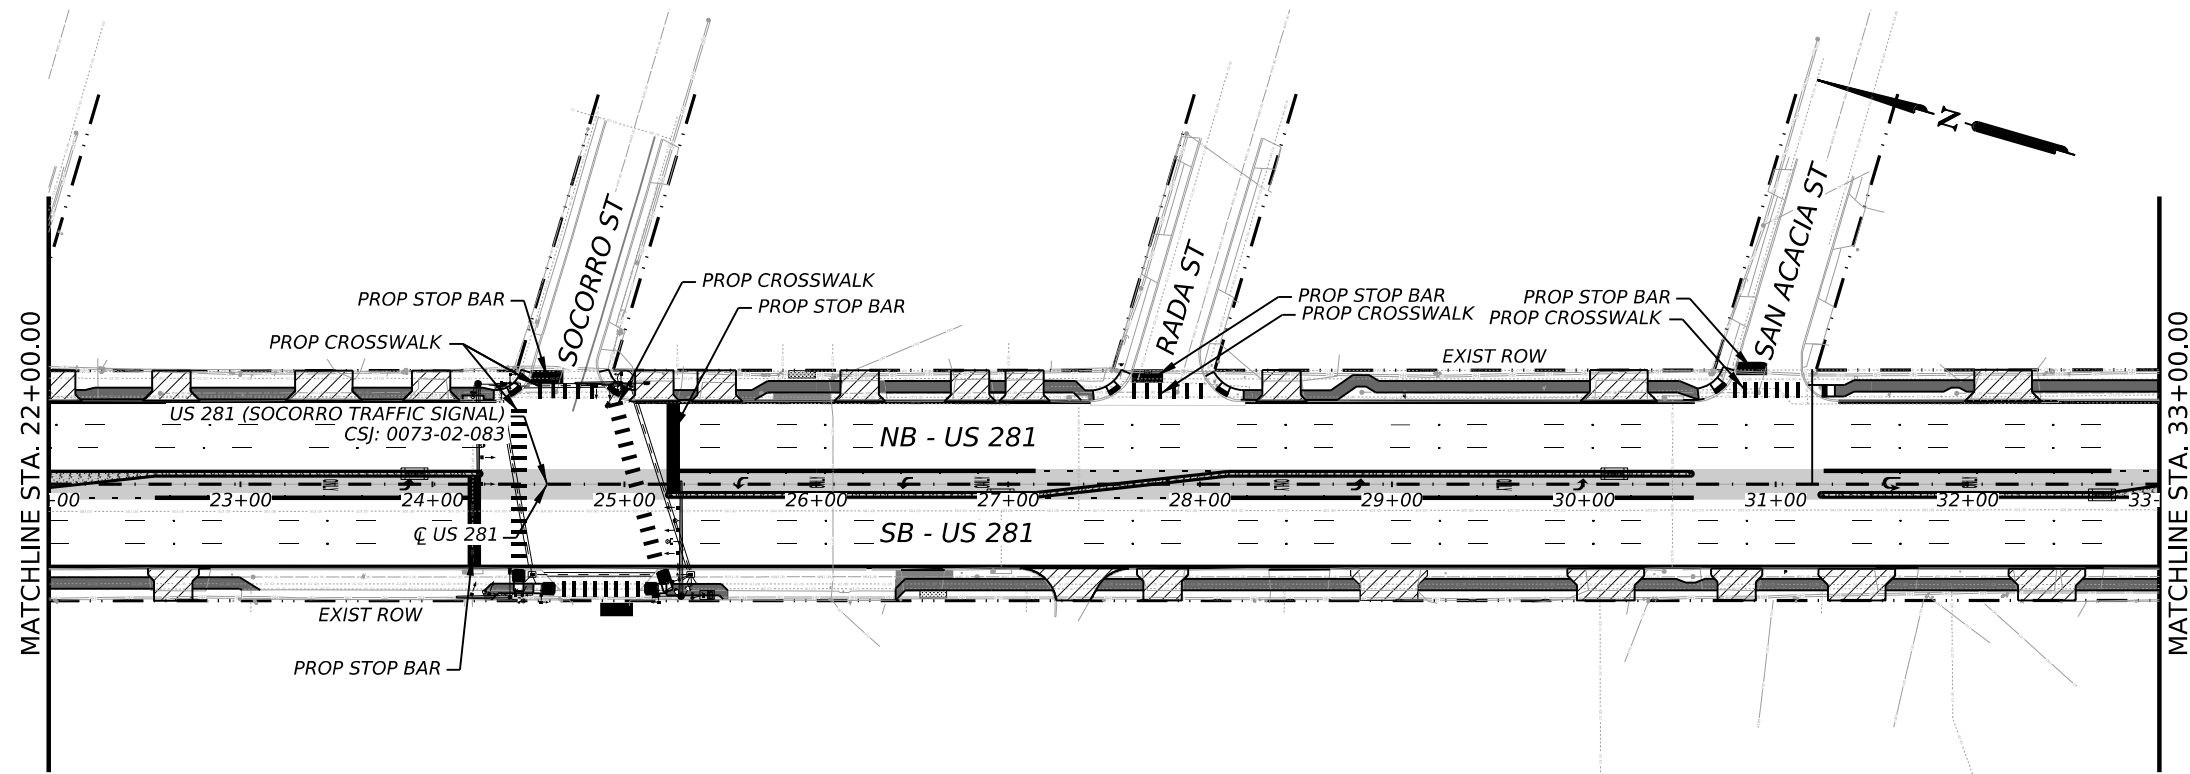 N
SOCORRO ST
RADA ST
SAN ACACIA ST
PROP CROSSWALK
PROP STOP BAR
PROP STOP BAR
PROP CROSSWALK
PROP STOP BAR
PROP CROSSWALK
PROP STOP BAR
PROP CROSSWALK
EXIST ROW
US 281 (SOCORRO TRAFFIC SIGNAL)
CSJ: 0073-02-083
NB - US 281
+00
23+00
24+00
25+00
26+00
27+00
28+00
29+00
30+00
31+00
32+00
33+
℄ US 281
SB - US 281
EXIST ROW
PROP STOP BAR
MATCHLINE STA. 22+00.00
MATCHLINE STA. 33+00.00